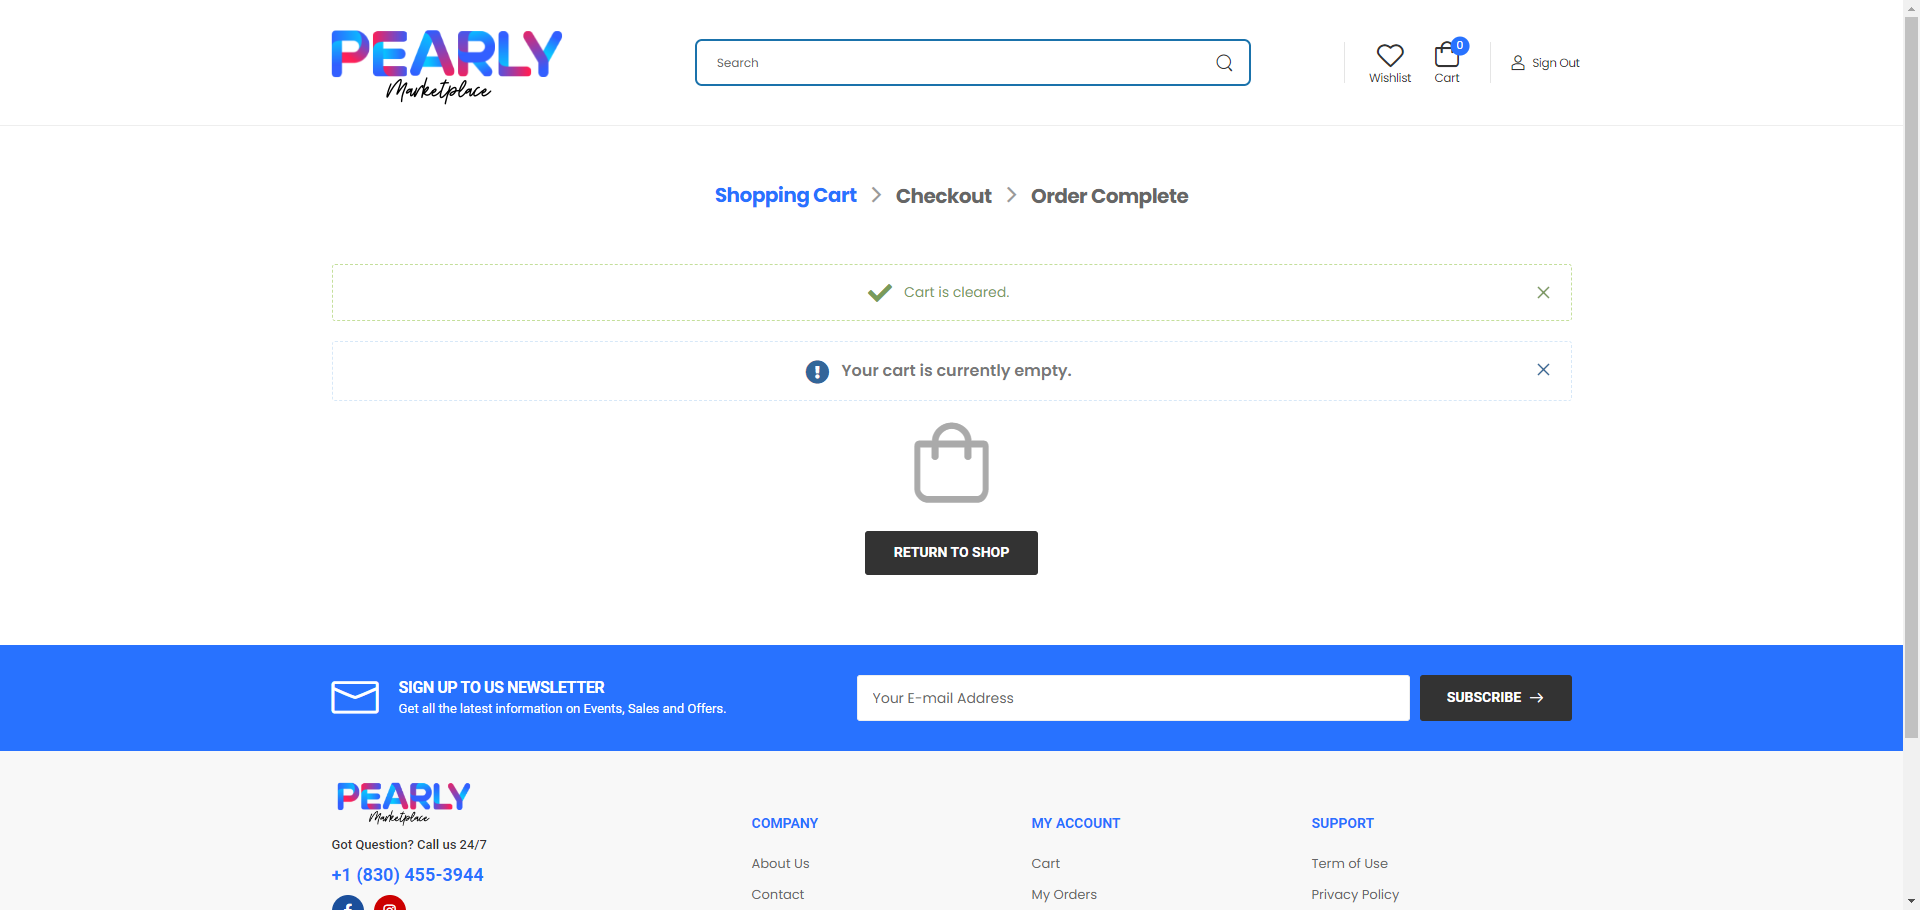 PEARLY
Marketplace
Search
Wishlist
0
Cart
Sign Out
Shopping Cart
Checkout
Order Complete
Cart is cleared.
Your cart is currently empty.
RETURN TO SHOP
SIGN UP TO US NEWSLETTER
Get all the latest information on Events, Sales and Offers.
Your E-mail Address
SUBSCRIBE
PEARLY
Marketplace
Got Question? Call us 24/7
+1 (830) 455-3944
COMPANY
About Us
Contact
MY ACCOUNT
Cart
My Orders
SUPPORT
Term of Use
Privacy Policy